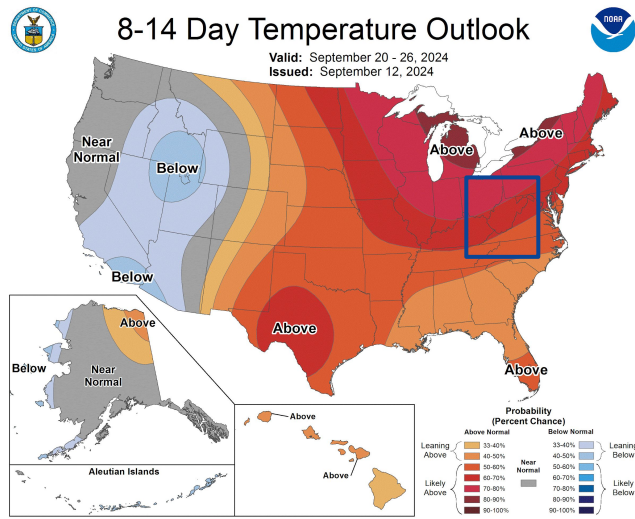 8-14 Day Temperature Outlook
Valid: September 20 - 26, 2024
Issued: September 12, 2024
NOAA
Near
Normal
Below
Above
Above
Below
Above
Above
Above
Below
Near
Normal
Aleutian Islands
Above
Above
Probability
(Percent Chance)
Above Normal
Below Normal
Leaning
Above
33-40%
40-50%
Likely
Above
50-60%
60-70%
70-80%
80-90%
90-100%
Near
Normal
33-40%
40-50%
Leaning
Below
50-60%
60-70%
70-80%
80-90%
90-100%
Likely
Below